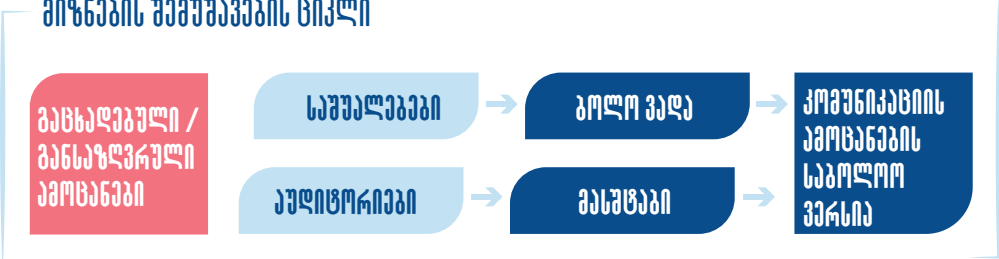 მიზნების შემუშავების ციკლი
გაცხადებული /
განსაზღვრული
ამოცანები
საშუალებები
ბოლო ვადა
კომუნიკაციის
ამოცანების
საბოლოო
ვერსია
აუდიტორიები
მასშტაბი